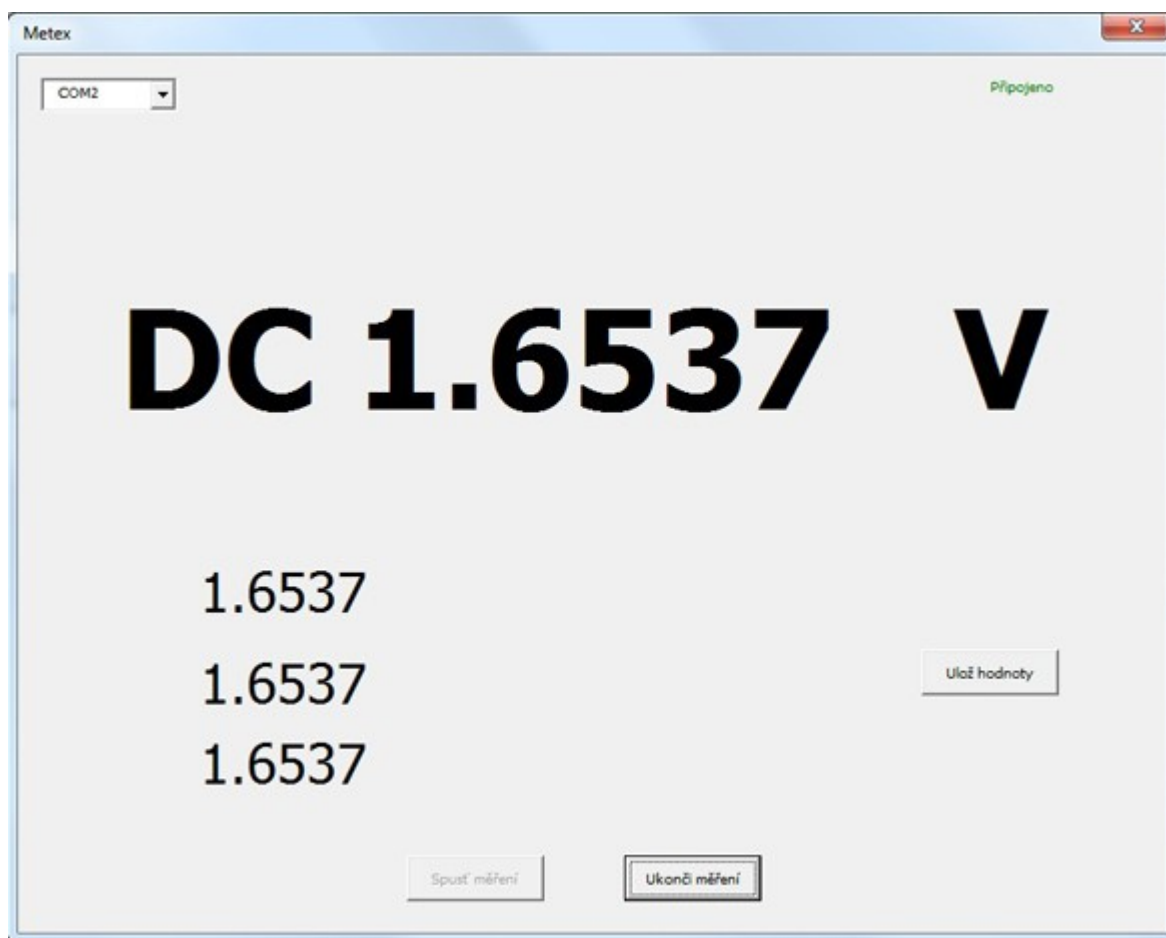 Metex
COM2
Připojeno
DC 1.6537 V
1.6537
1.6537
Ulož hodnoty
1.6537
Spusť měření
Ukonči měření